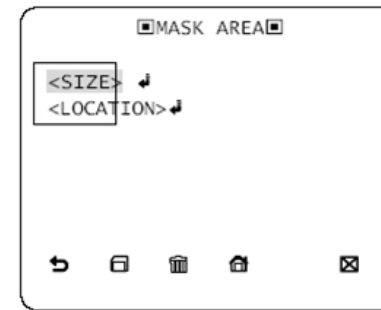 ▣MASK AREA▣
<SIZE> ↲
<LOCATION>↲